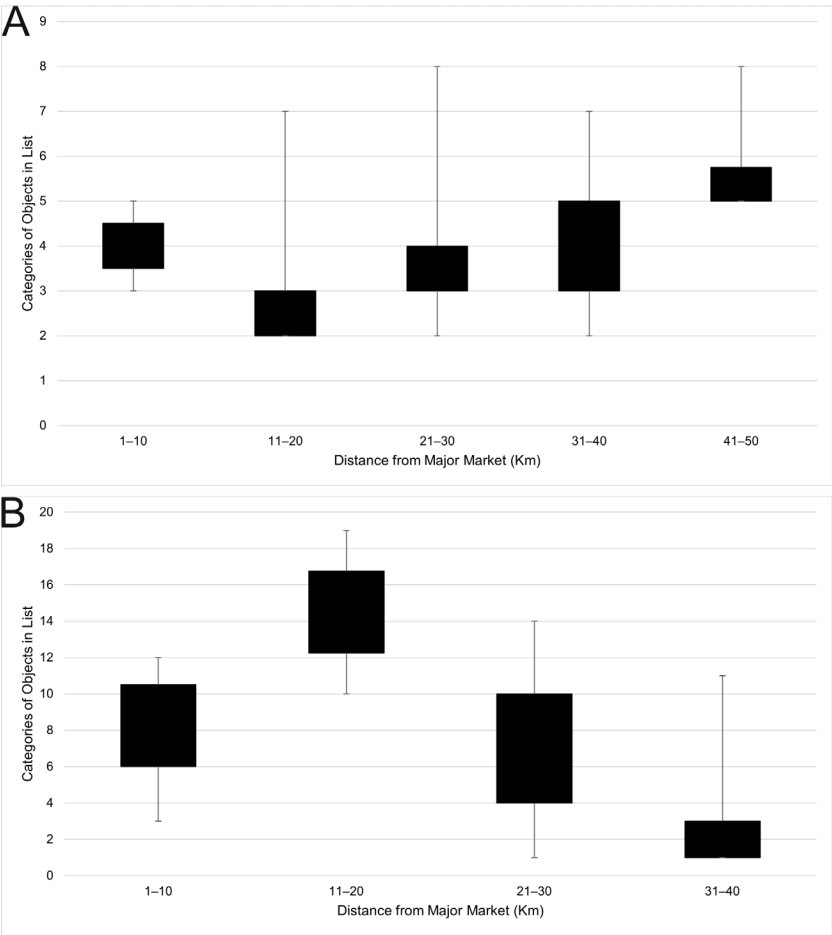 A
9
8
7
6
5
4
3
2
1
0
Categories of Objects in List
1–10 11–20 21–30 31–40 41–50
Distance from Major Market (Km)
B
20
18
16
14
12
10
8
6
4
2
0
Categories of Objects in List
1–10 11–20 21–30 31–40
Distance from Major Market (Km)